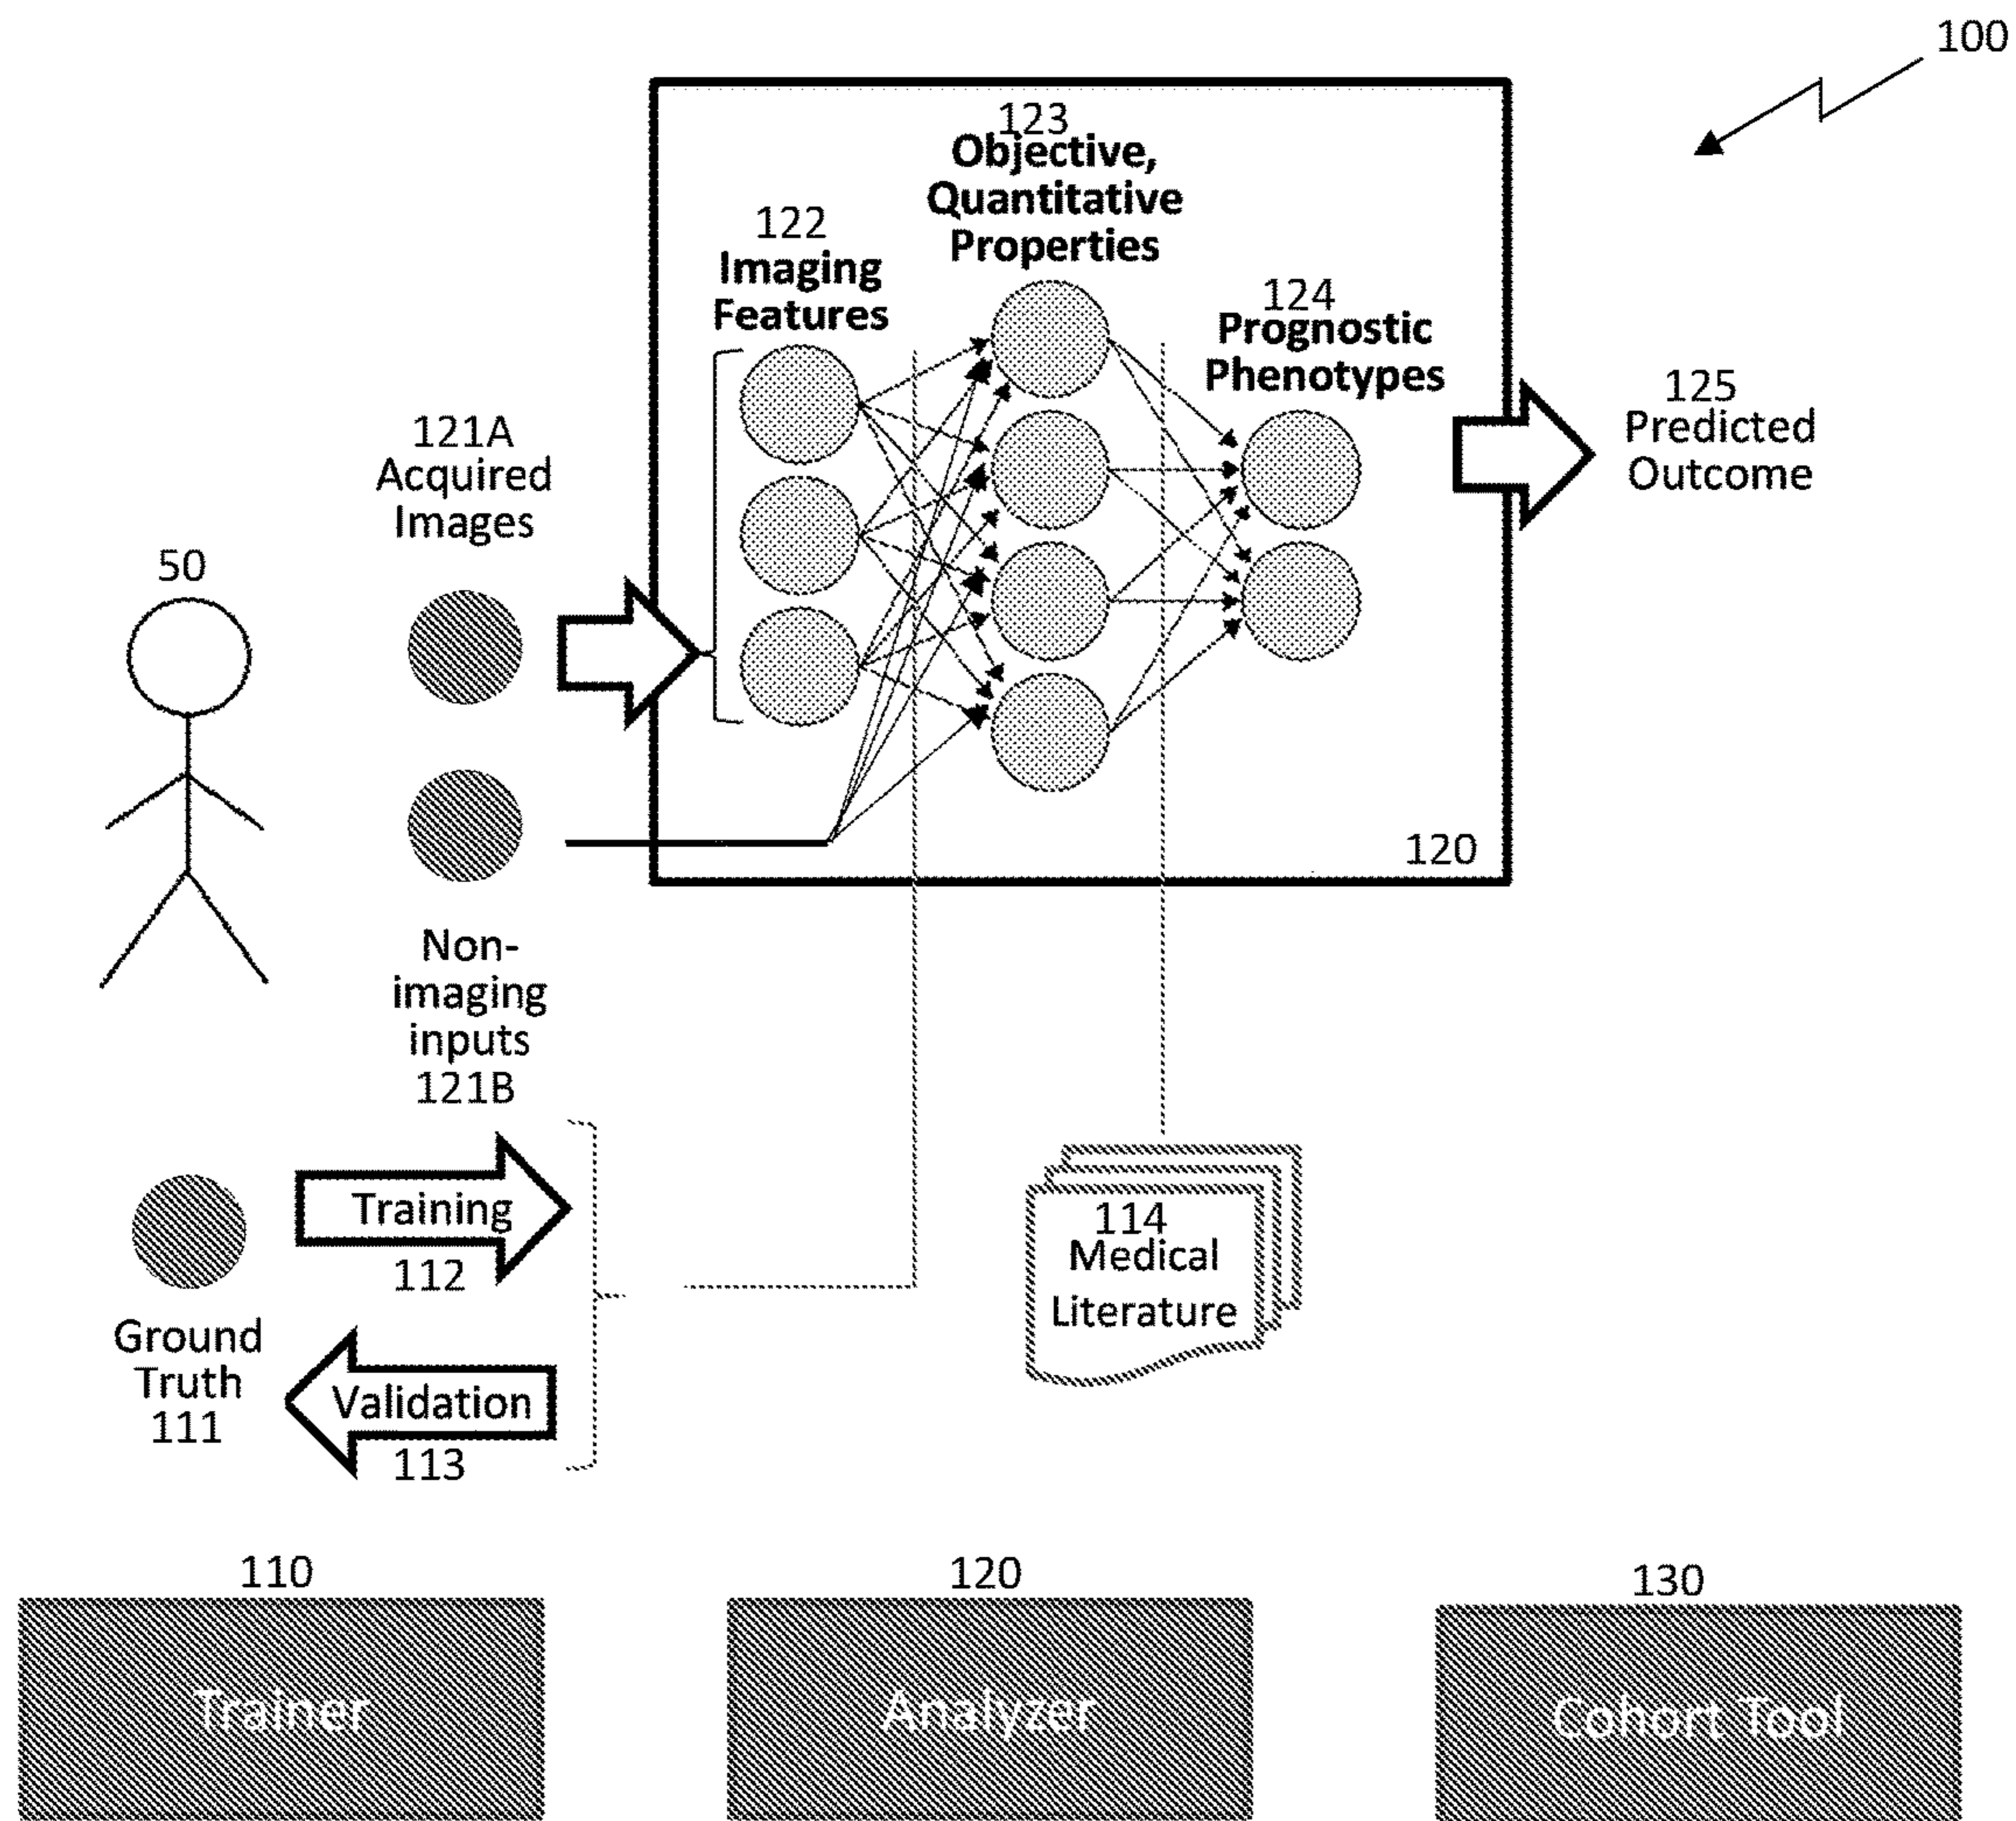 100
123
Objective,
Quantitative
Properties
122
Imaging
Features
124
Prognostic
Phenotypes
125
Predicted
Outcome
121A
Acquired
Images
50
120
Non-
imaging
inputs
121B
Training
112
114
Medical
Literature
Ground
Truth
111
Validation
113
110
Trainer
120
Analyzer
130
Cohort Tool